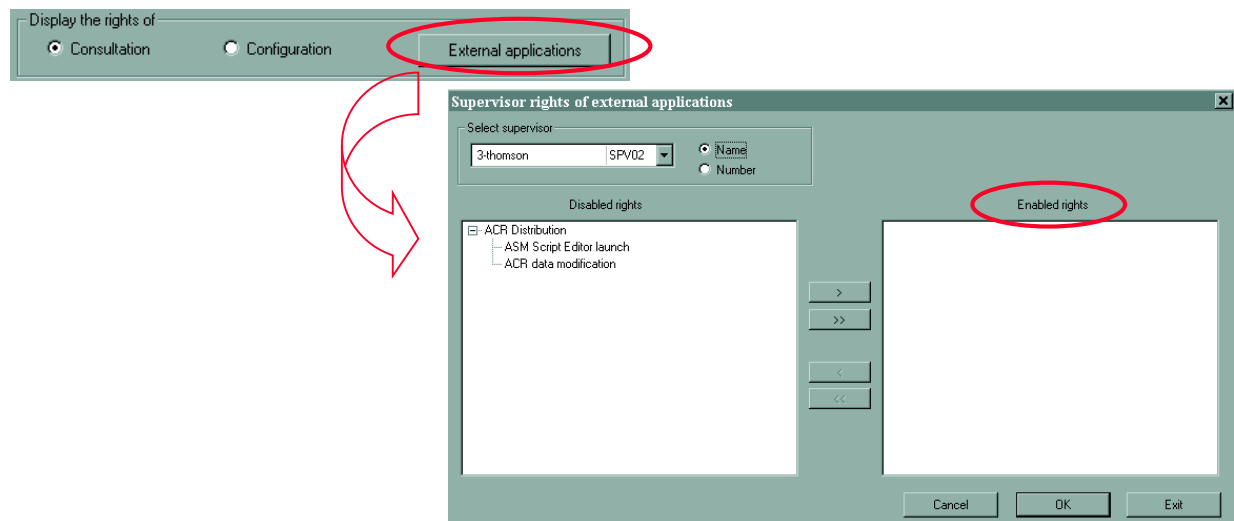 Display the rights of
Consultation
Configuration
External applications
Supervisor rights of external applications
Select supervisor
3-thomson SPV02
Name
Number
Disabled rights
Enabled rights
ACR Distribution
ASM Script Editor launch
ACR data modification
>
>>
<
<<
Cancel
OK
Exit